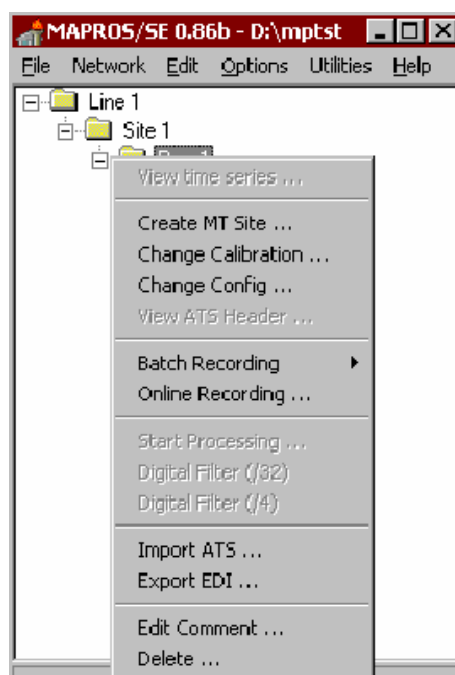 MAPROS/SE 0.86b - D:\mptst
File Network Edit Options Utilities Help
Line 1
Site 1
View time series ...
Create MT Site ...
Change Calibration ...
Change Config ...
View ATS Header ...
Batch Recording
Online Recording ...
Start Processing ...
Digital Filter (/32)
Digital Filter (/4)
Import ATS ...
Export EDI ...
Edit Comment ...
Delete ...